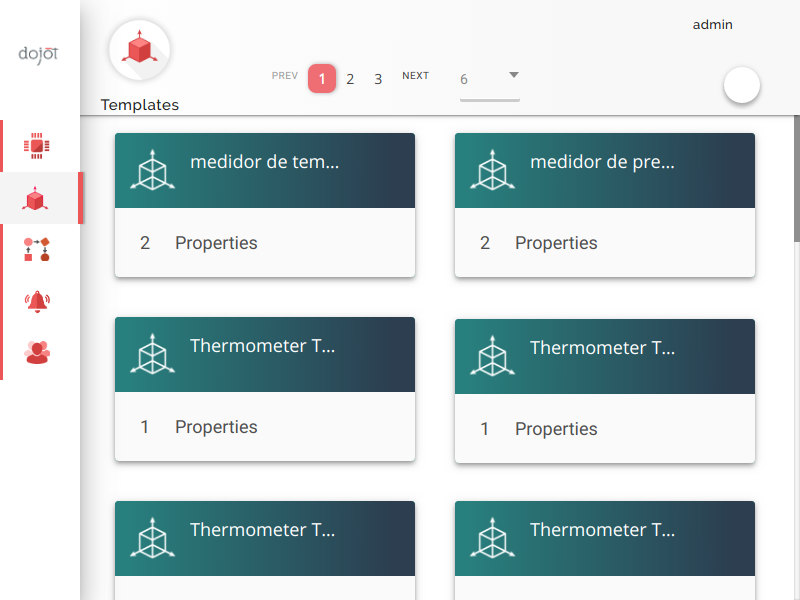 dojot
admin
PREV 1 2 3 NEXT 6
Templates
medidor de tem...
medidor de pre...
2 Properties
2 Properties
Thermometer T...
Thermometer T...
1 Properties
1 Properties
Thermometer T...
Thermometer T...